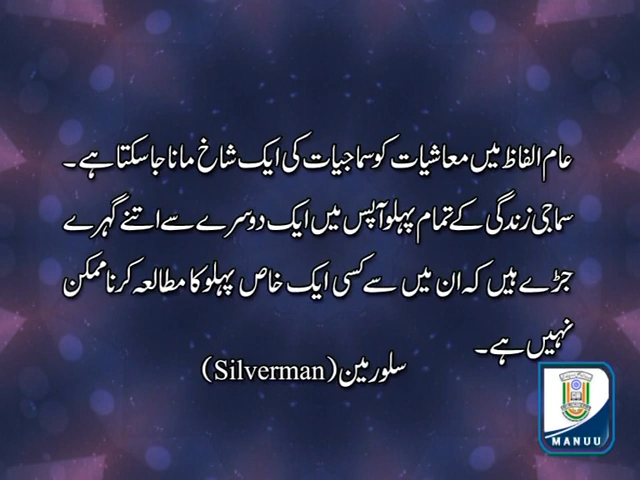 عام الفاظ میں معاشیات کو سماجیات کی ایک شاخ مانا جاسکتا ہے۔
سماجی زندگی کے تمام پہلو آپس میں ایک دوسرے سے اتنے گہرے
جڑے ہیں کہ ان میں سے کسی ایک خاص پہلو کا مطالعہ کرنا ممکن
نہیں ہے۔
سلورمین (Silverman)
MANUU